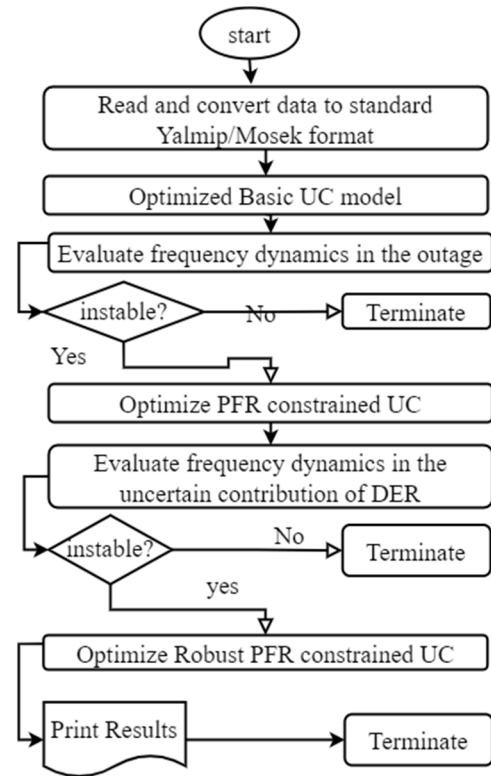 start
Read and convert data to standard
Yalmip/Mosek format
Optimized Basic UC model
Evaluate frequency dynamics in the outage
instable?
No
Terminate
Yes
Optimize PFR constrained UC
Evaluate frequency dynamics in the
uncertain contribution of DER
instable?
No
Terminate
yes
Optimize Robust PFR constrained UC
Print Results
Terminate